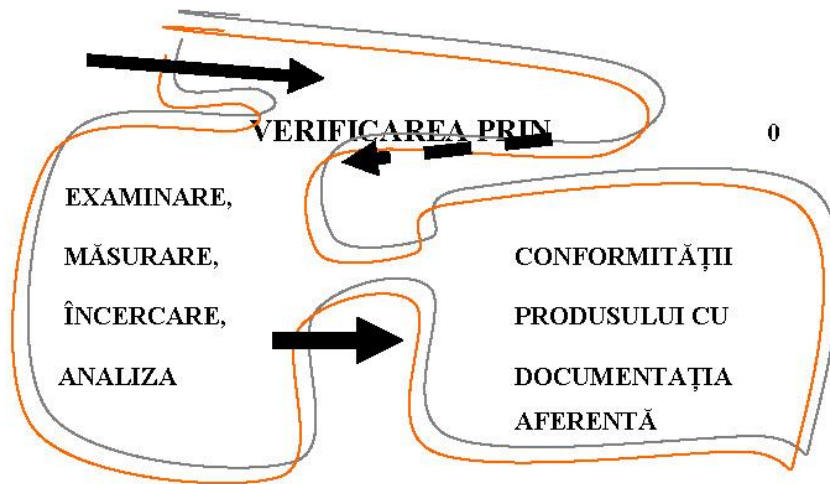 VERIFICAREA PRIN 0
EXAMINARE,
MĂSURARE,
ÎNCERCARE,
ANALIZA
CONFORMITĂȚII
PRODUSULUI CU
DOCUMENTAȚIA
AFERENTĂ